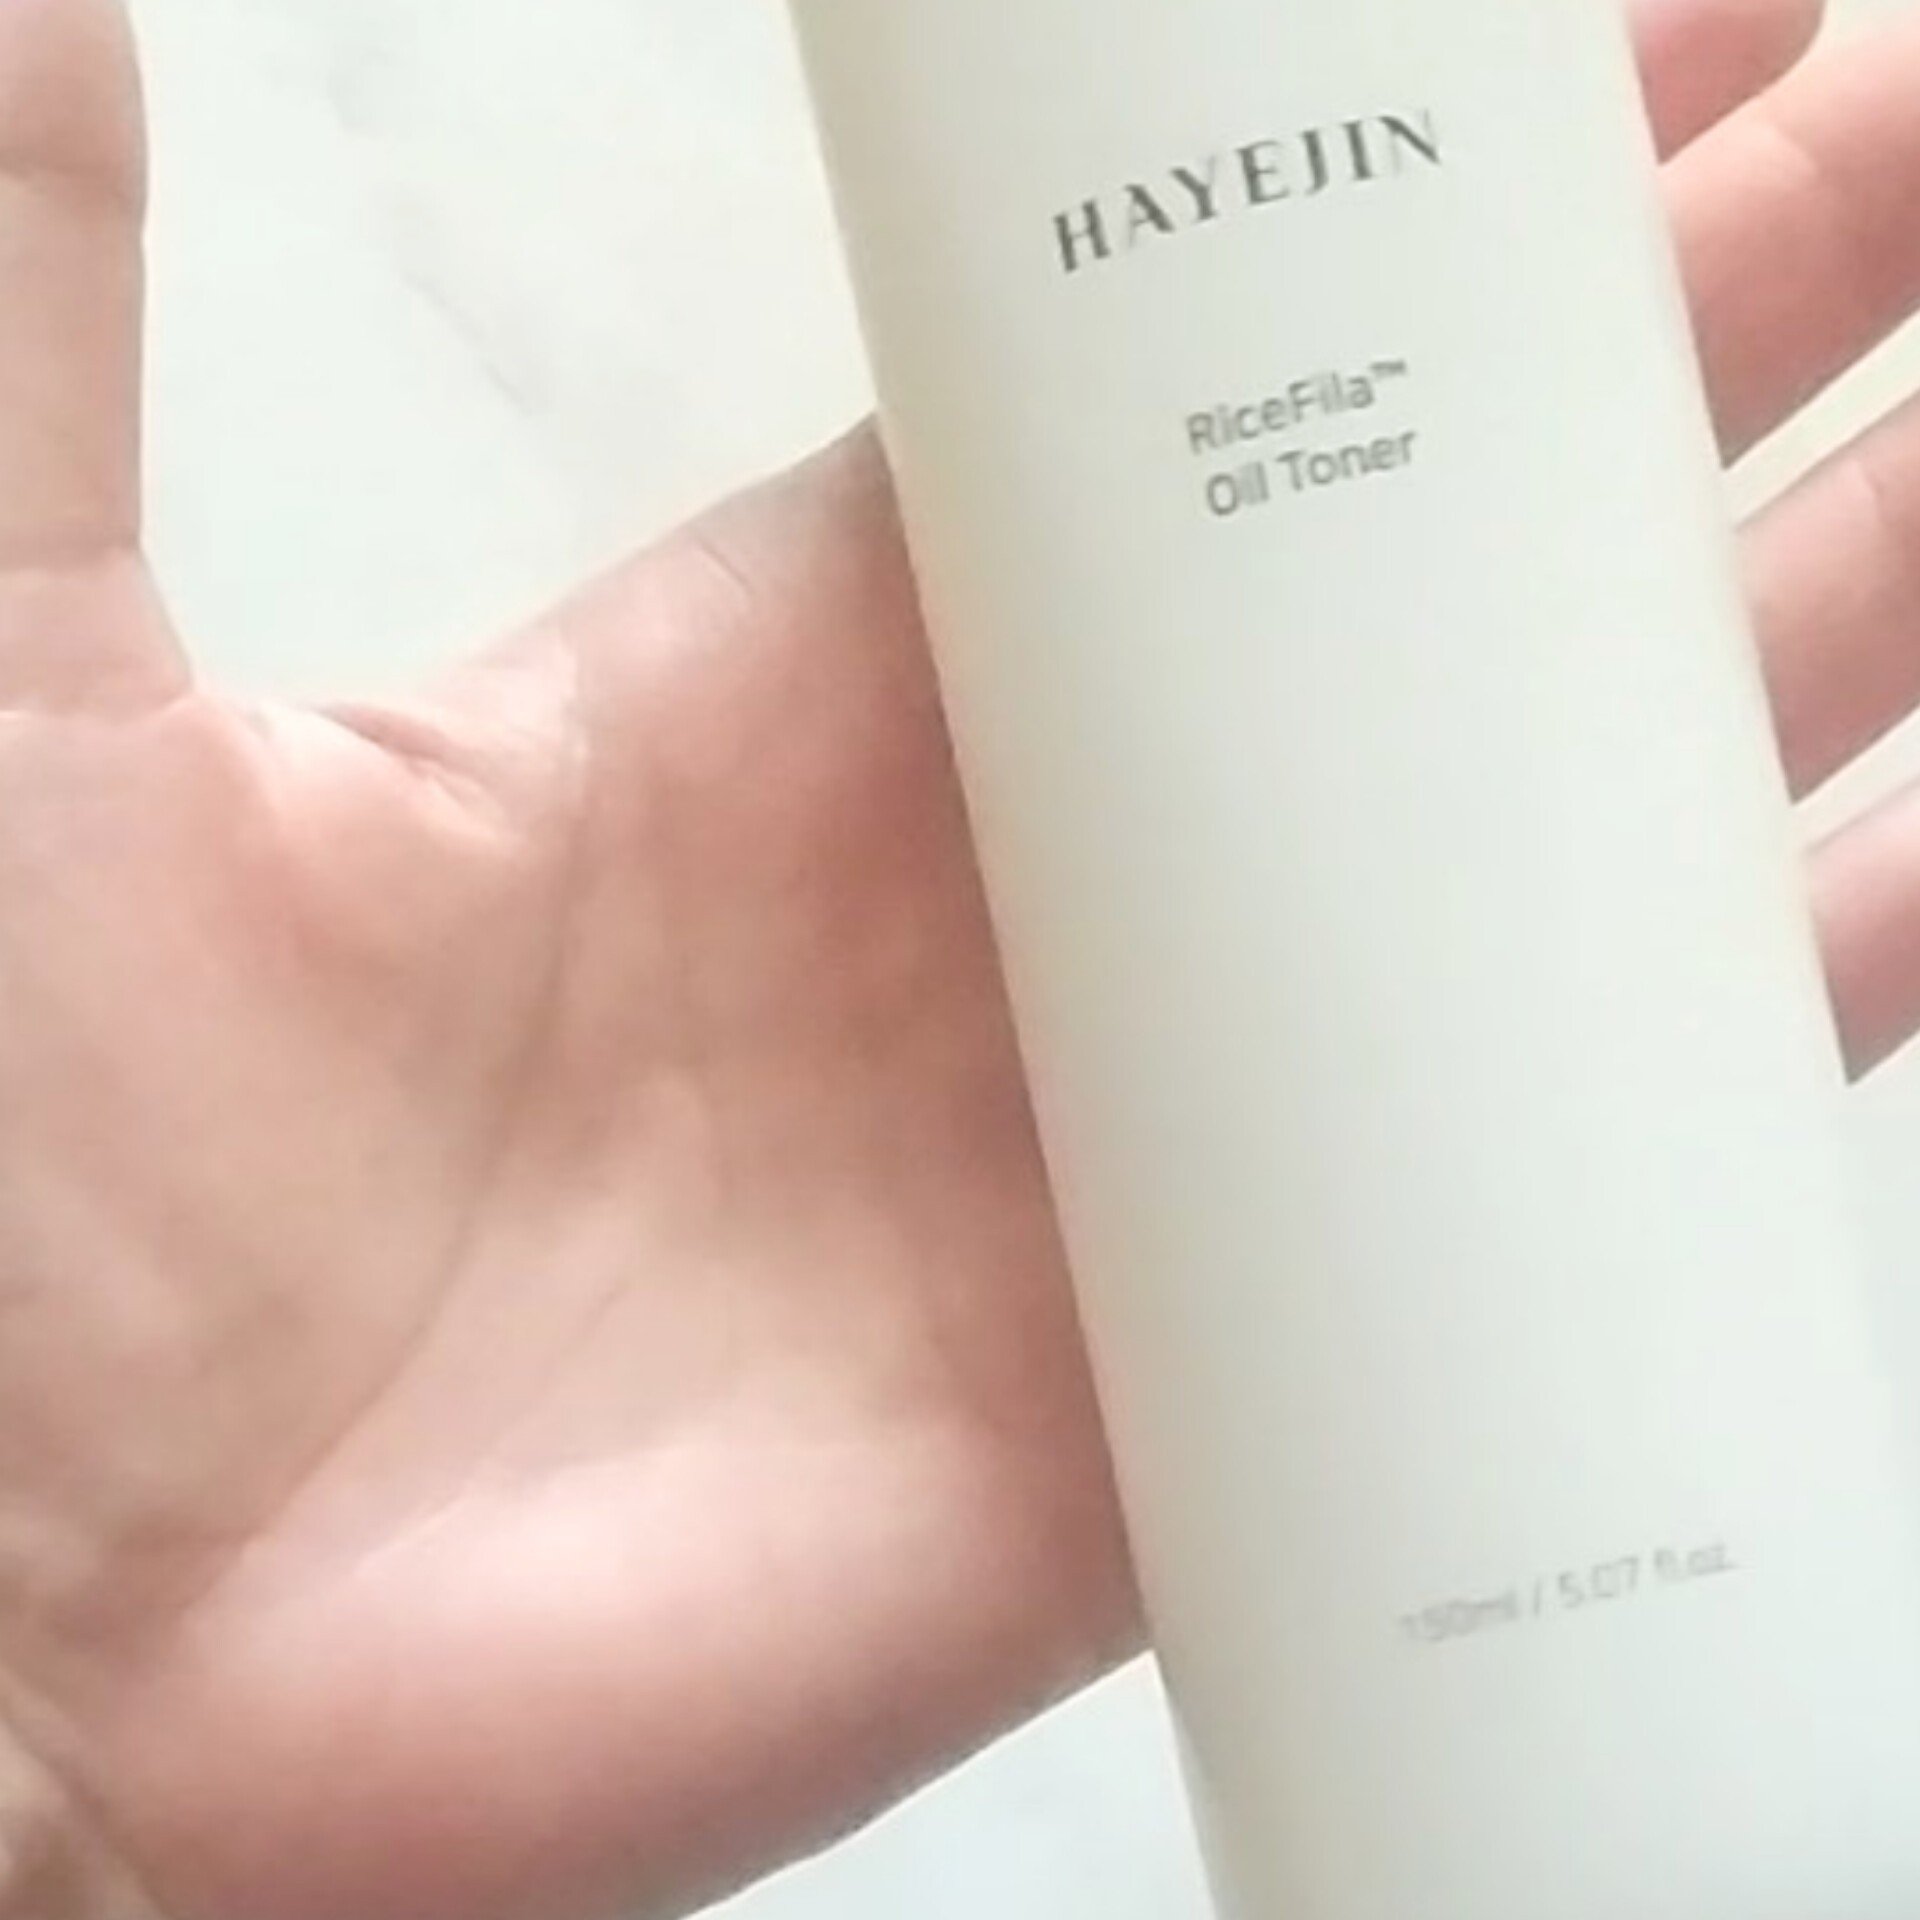 HAYEJIN
RiceFila™
Oil Toner
150ml / 5.07 fl.oz.